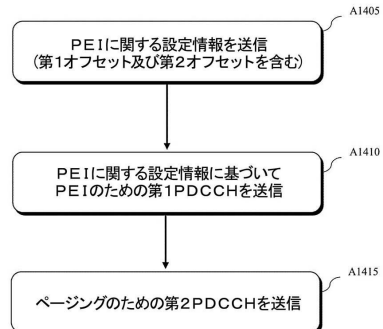 A1405
PEIに関する設定情報を送信
(第1オフセット及び第2オフセットを含む)
A1410
PEIに関する設定情報に基づいて
PEIのための第1PDCCHを送信
A1415
ページングのための第2PDCCHを送信